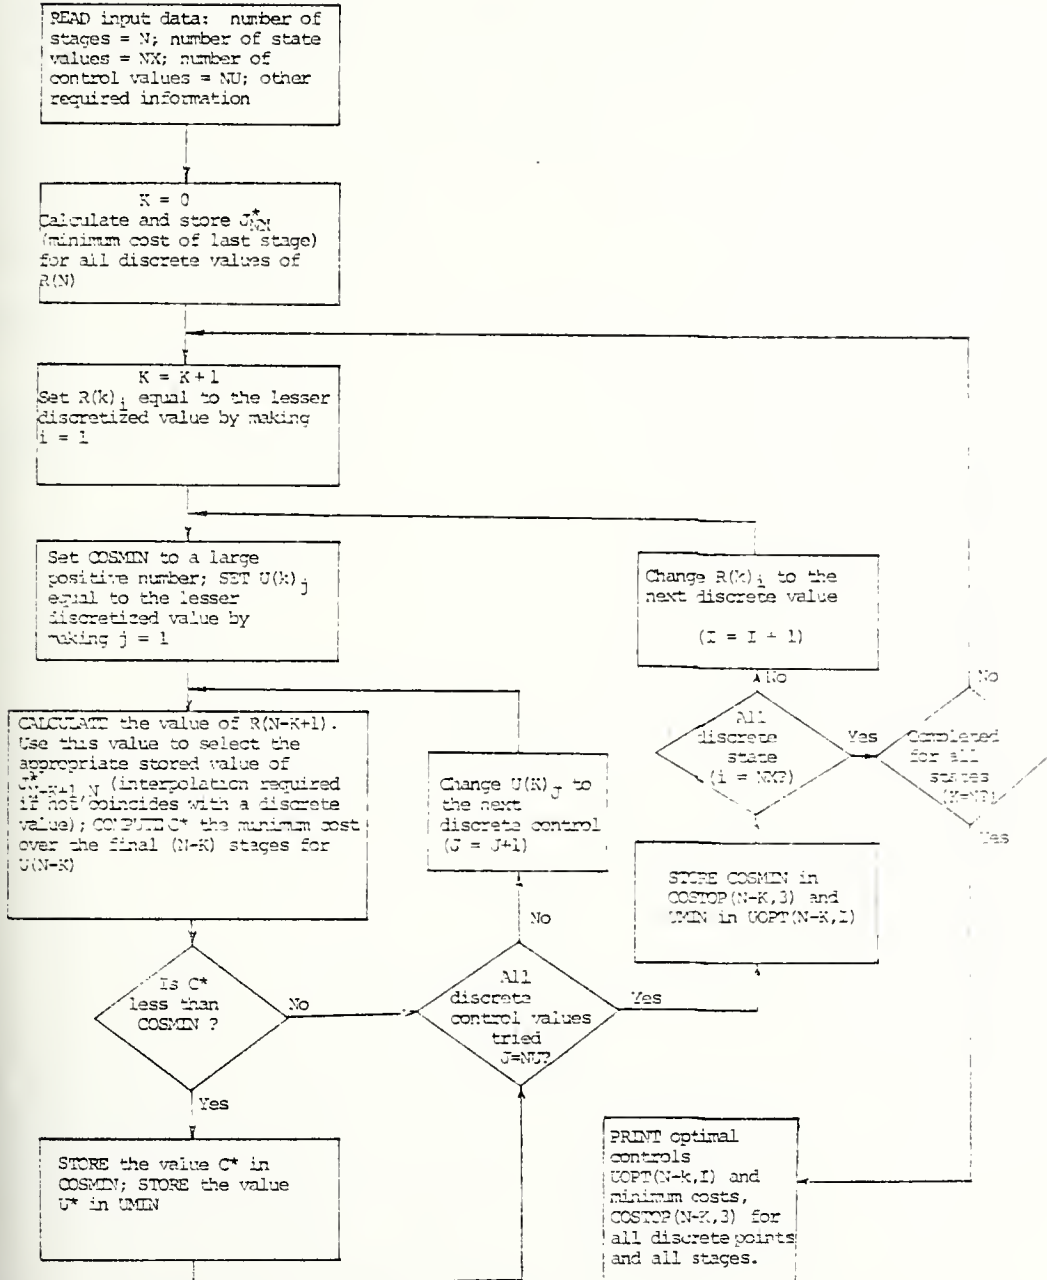 READ input data: number of
stages = N; number of state
values = NX; number of
control values = NU; other
required information
K = 0
Calculate and store J*NN
(minimum cost of last stage)
for all discrete values of
R(N)
K = K+1
Set R(k)i equal to the lesser
discretized value by making
i = 1
Set COSMIN to a large
positive number; SET U(k)j
equal to the lesser
discretized value by
making j = 1
Change R(k)i to the
next discrete value
(I = I + 1)
No
No
CALCULATE the value of R(N-K+1).
Use this value to select the
appropriate stored value of
J*N-K+1,N (interpolation required
if not coincides with a discrete
value); COMPUTE C* the minimum cost
over the final (N-K) stages for
U(N-K)
Change U(K)J to
the next
discrete control
(J = J+1)
All
discrete
state
(i = NX?)
Yes
Completed
for all
states
(K=N?)
Yes
STORE COSMIN in
COSTOP(N-K,3) and
UMIN in UOPT(N-K,I)
No
Is C*
less than
COSMIN ?
No
All
discrete
control values
tried
J=NU?
Yes
Yes
STORE the value C* in
COSMIN; STORE the value
U* in UMIN
PRINT optimal
controls
UOPT(N-k,I) and
minimum costs,
COSTOP(N-K,3) for
all discrete points
and all stages.